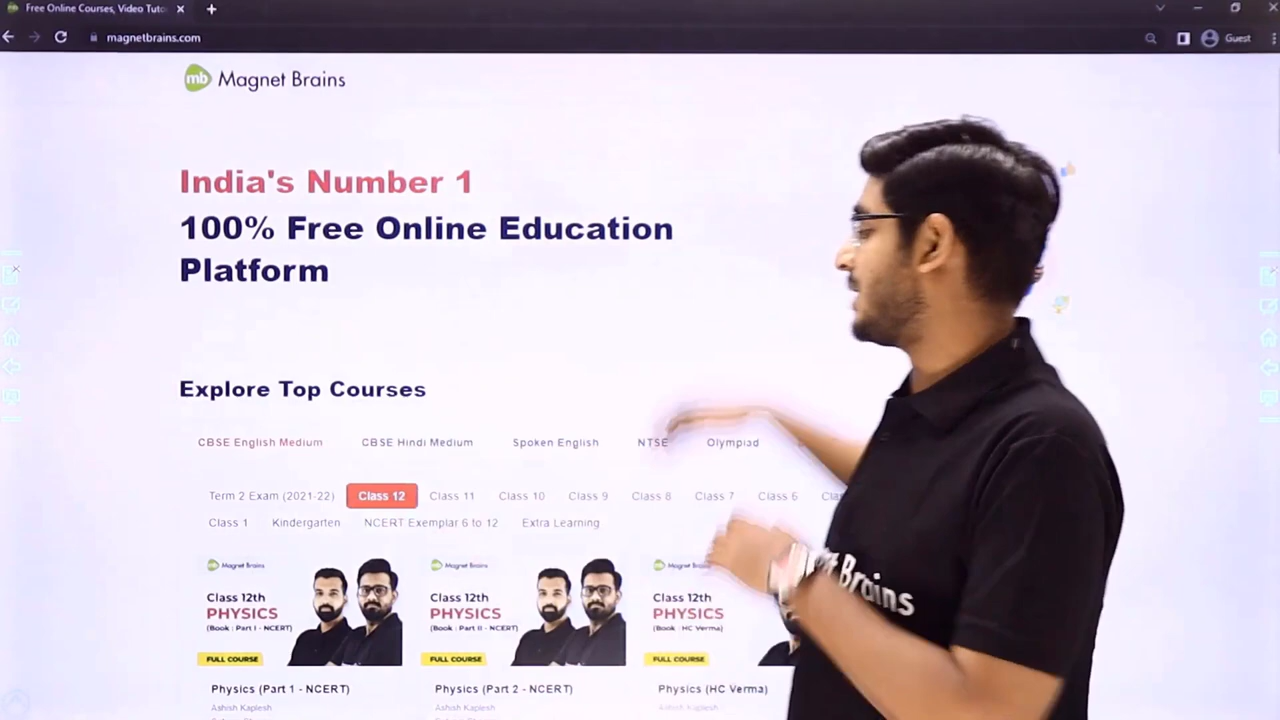 Free Online Courses, Video Tuto
magnetbrains.com
Guest
mb Magnet Brains
India's Number 1
100% Free Online Education
Platform
Explore Top Courses
CBSE English Medium CBSE Hindi Medium Spoken English NTSE Olympiad
Term 2 Exam (2021-22) Class 12 Class 11 Class 10 Class 9 Class 8 Class 7 Class 6
Class 1 Kindergarten NCERT Exemplar 6 to 12 Extra Learning
Magnet Brains Magnet Brains Magnet
Class 12th Class 12th Class 12th
PHYSICS PHYSICS PHYSICS
(Book : Part I - NCERT) (Book : Part II - NCERT) (Book : HC Verma)
Brains
FULL COURSE FULL COURSE FULL COURSE
Physics (Part 1 - NCERT) Physics (Part 2 - NCERT) Physics (HC Verma)
Ashish Kaplesh Ashish Kaplesh